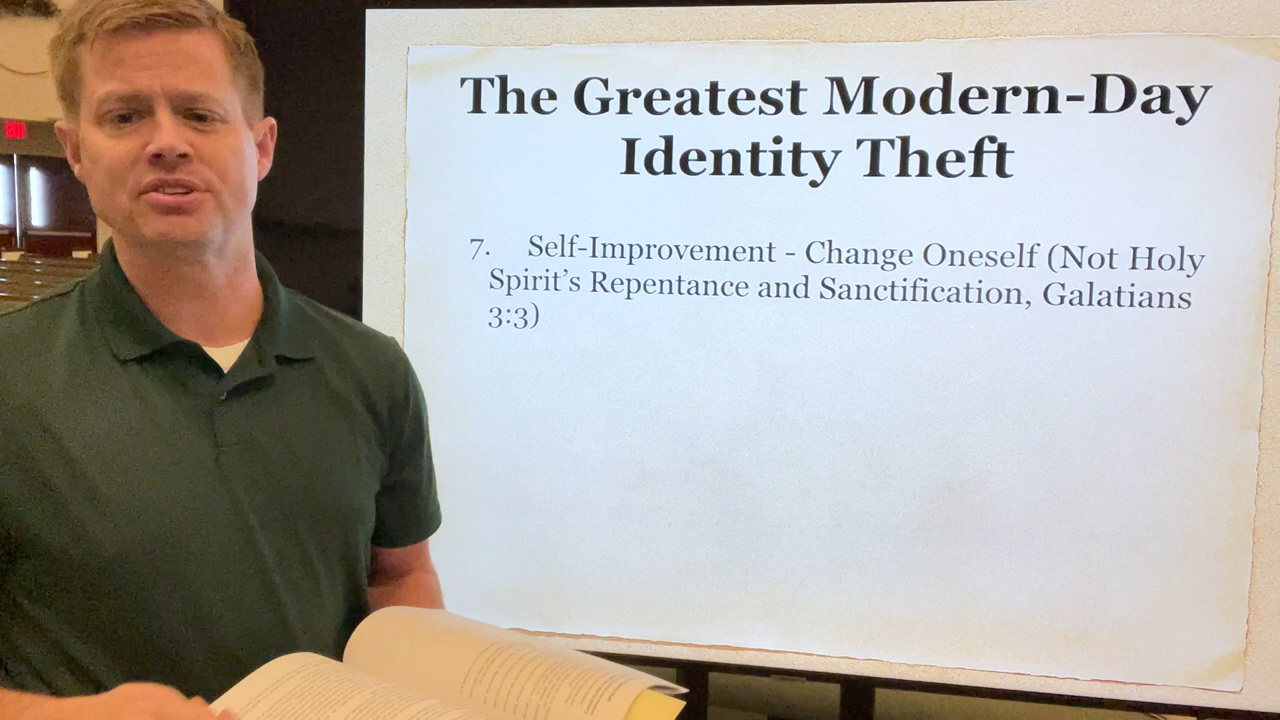 EXIT
The Greatest Modern-Day
Identity Theft
7. Self-Improvement - Change Oneself (Not Holy
Spirit’s Repentance and Sanctification, Galatians
3:3)